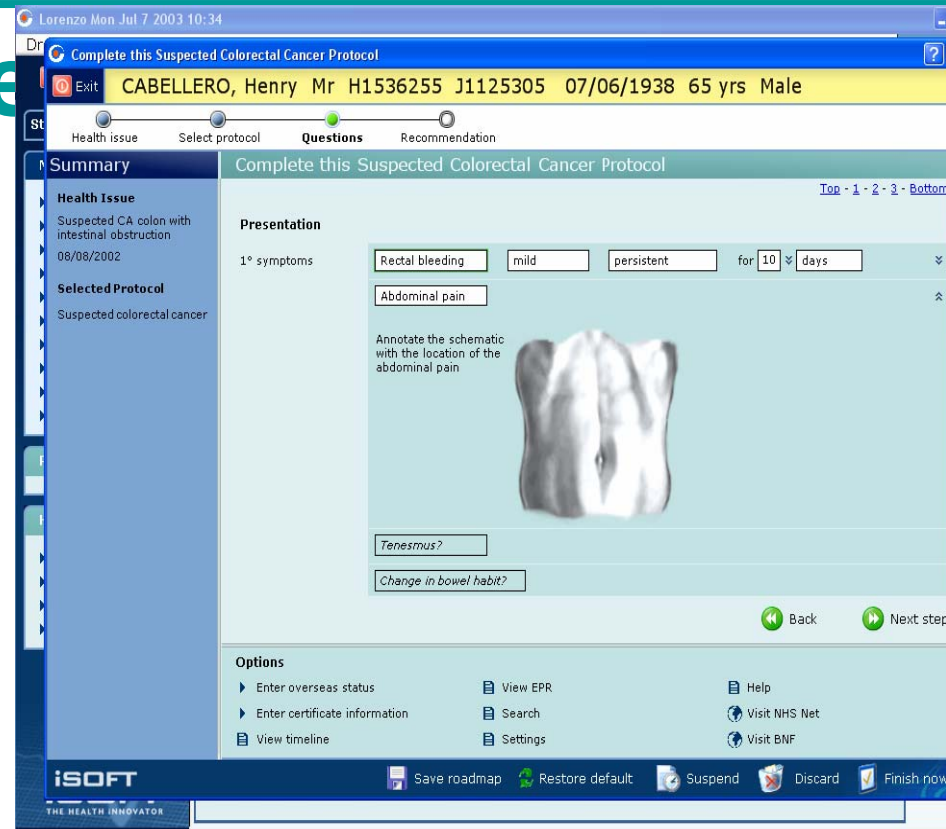 Lorenzo Mon Jul 7 2003 10:34
Dr
Complete this Suspected Colorectal Cancer Protocol
?
e
Exit CABELLERO, Henry Mr H1536255 J1125305 07/06/1938 65 yrs Male
St
Health issue Select protocol Questions Recommendation
Summary Complete this Suspected Colorectal Cancer Protocol
Top - 1 - 2 - 3 - Bottom
Health Issue
Suspected CA colon with
intestinal obstruction
08/08/2002
Selected Protocol
Suspected colorectal cancer
Presentation
1° symptoms Rectal bleeding mild persistent for 10 days
Abdominal pain
Annotate the schematic
with the location of the
abdominal pain
Tenesmus?
Change in bowel habit?
Back Next step
Options
Enter overseas status View EPR Help
Enter certificate information Search Visit NHS Net
View timeline Settings Visit BNF
iSOFT Save roadmap Restore default Suspend Discard Finish now
THE HEALTH INNOVATOR